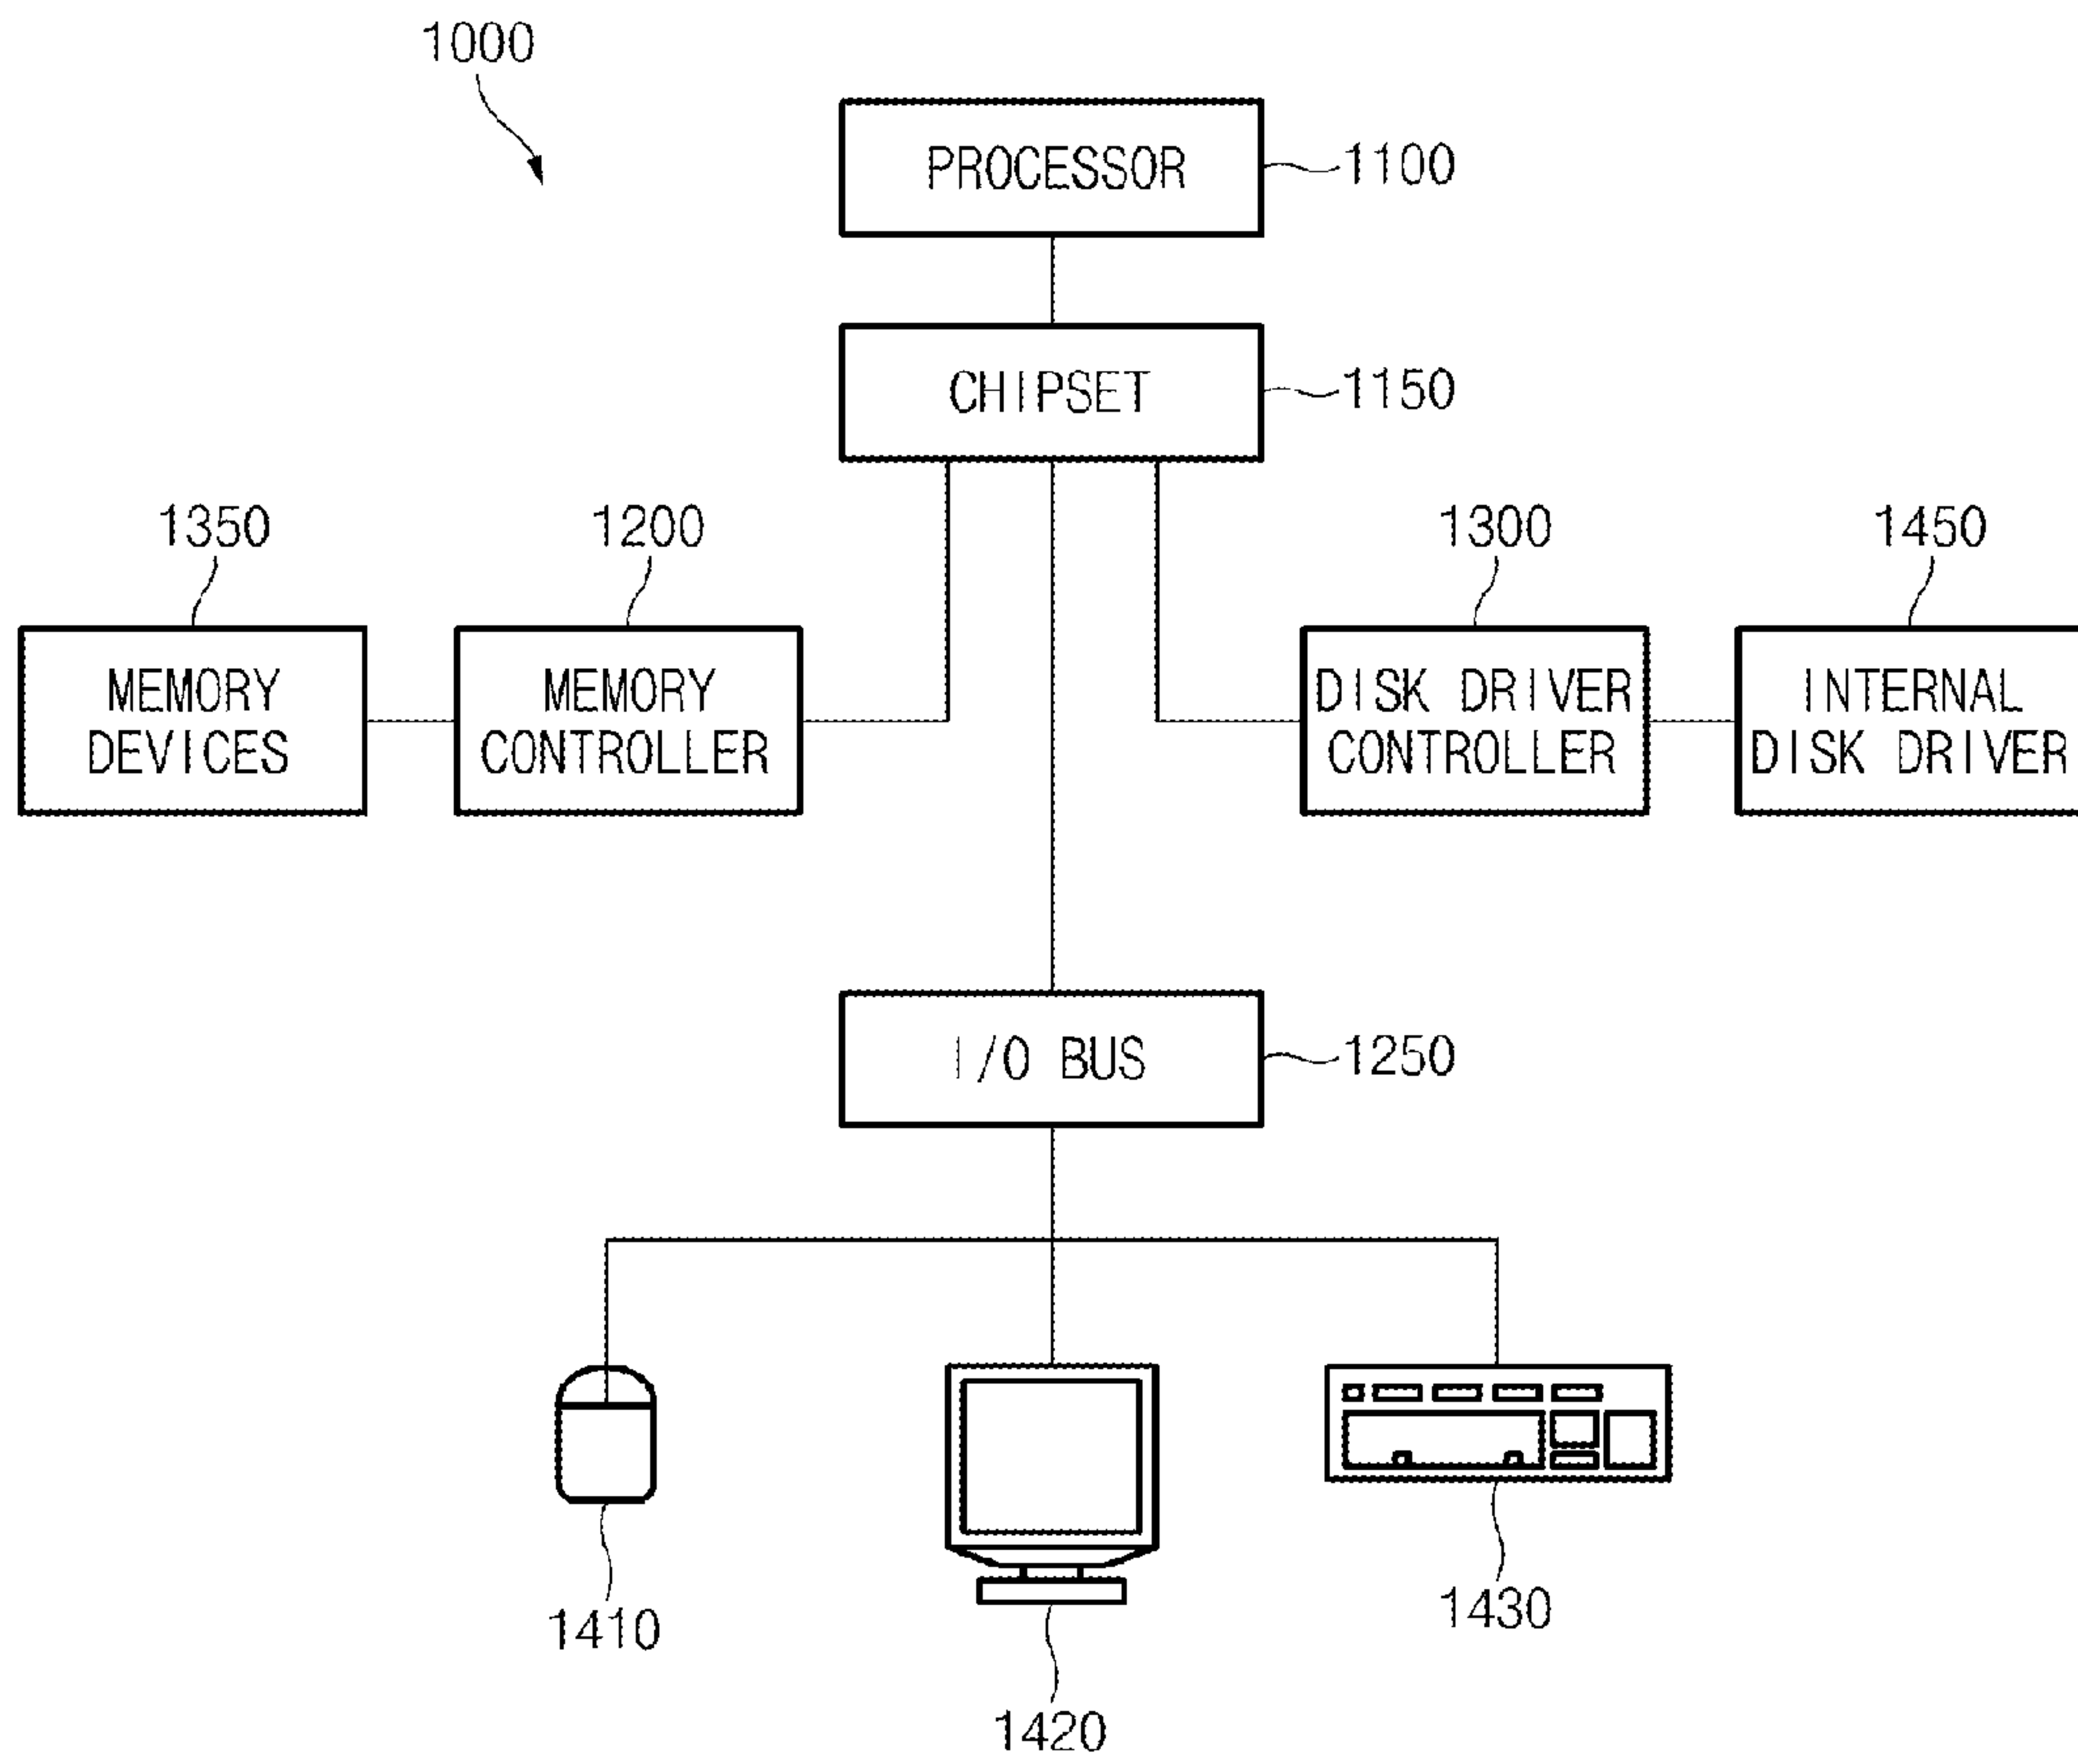 1000
PROCESSOR
1100
CHIPSET
1150
1350
1200
1300
1450
MEMORY
DEVICES
MEMORY
CONTROLLER
DISK DRIVER
CONTROLLER
INTERNAL
DISK DRIVER
I/O BUS
1250
1410
1420
1430